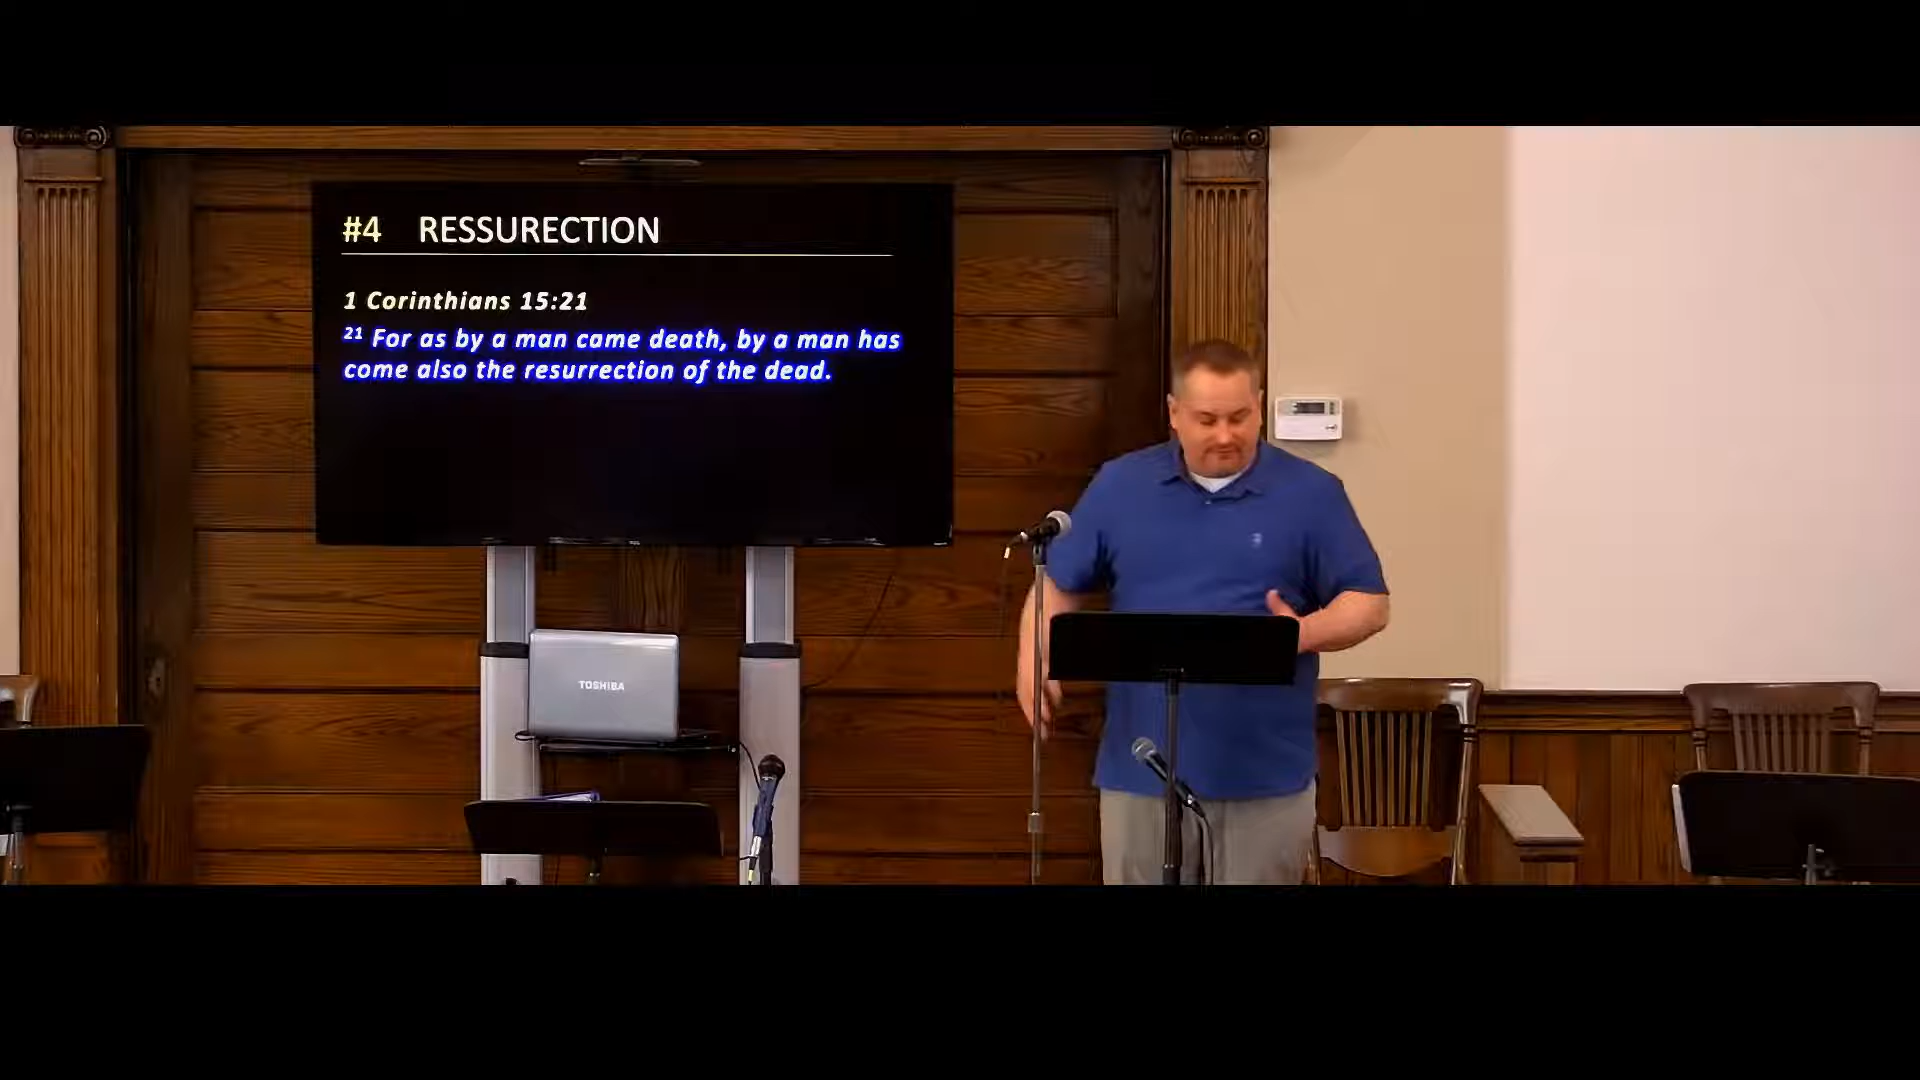 #4 RESSURECTION
1 Corinthians 15:21
21 For as by a man came death, by a man has
come also the resurrection of the dead.
TOSHIBA